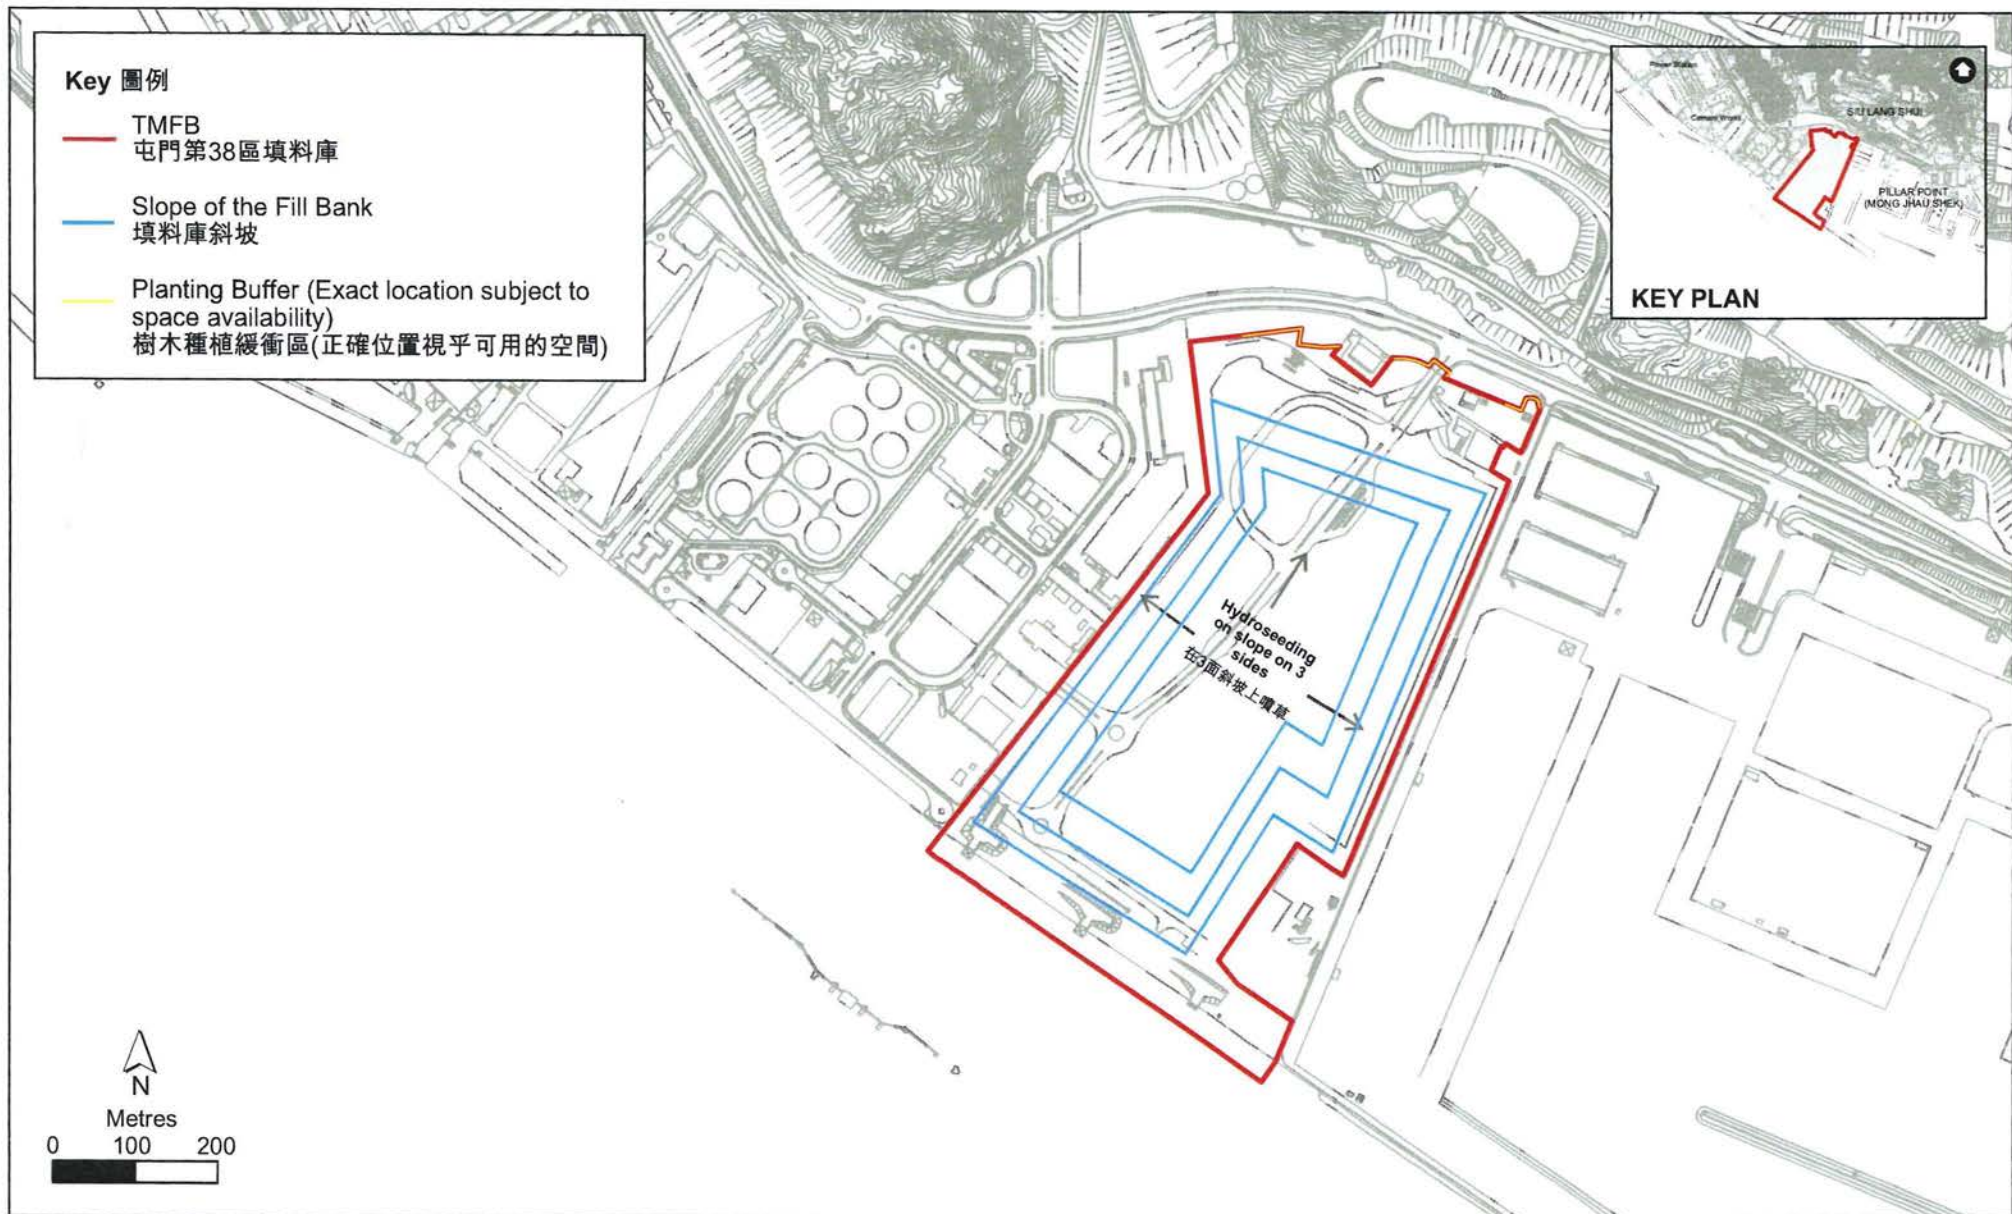 Key 圖例
TMFB
屯門第38區填料庫
Slope of the Fill Bank
填料庫斜坡
Planting Buffer (Exact location subject to
space availability)
樹木種植緩衝區(正確位置視乎可用的空間)
Power Station
Cement Works
SIU LANG SHUI
PILLAR POINT
(MONG JHAU SHEK)
KEY PLAN
Hydroseeding
on slope on 3
sides
在3面斜坡上噴草
N
Metres
0 100 200